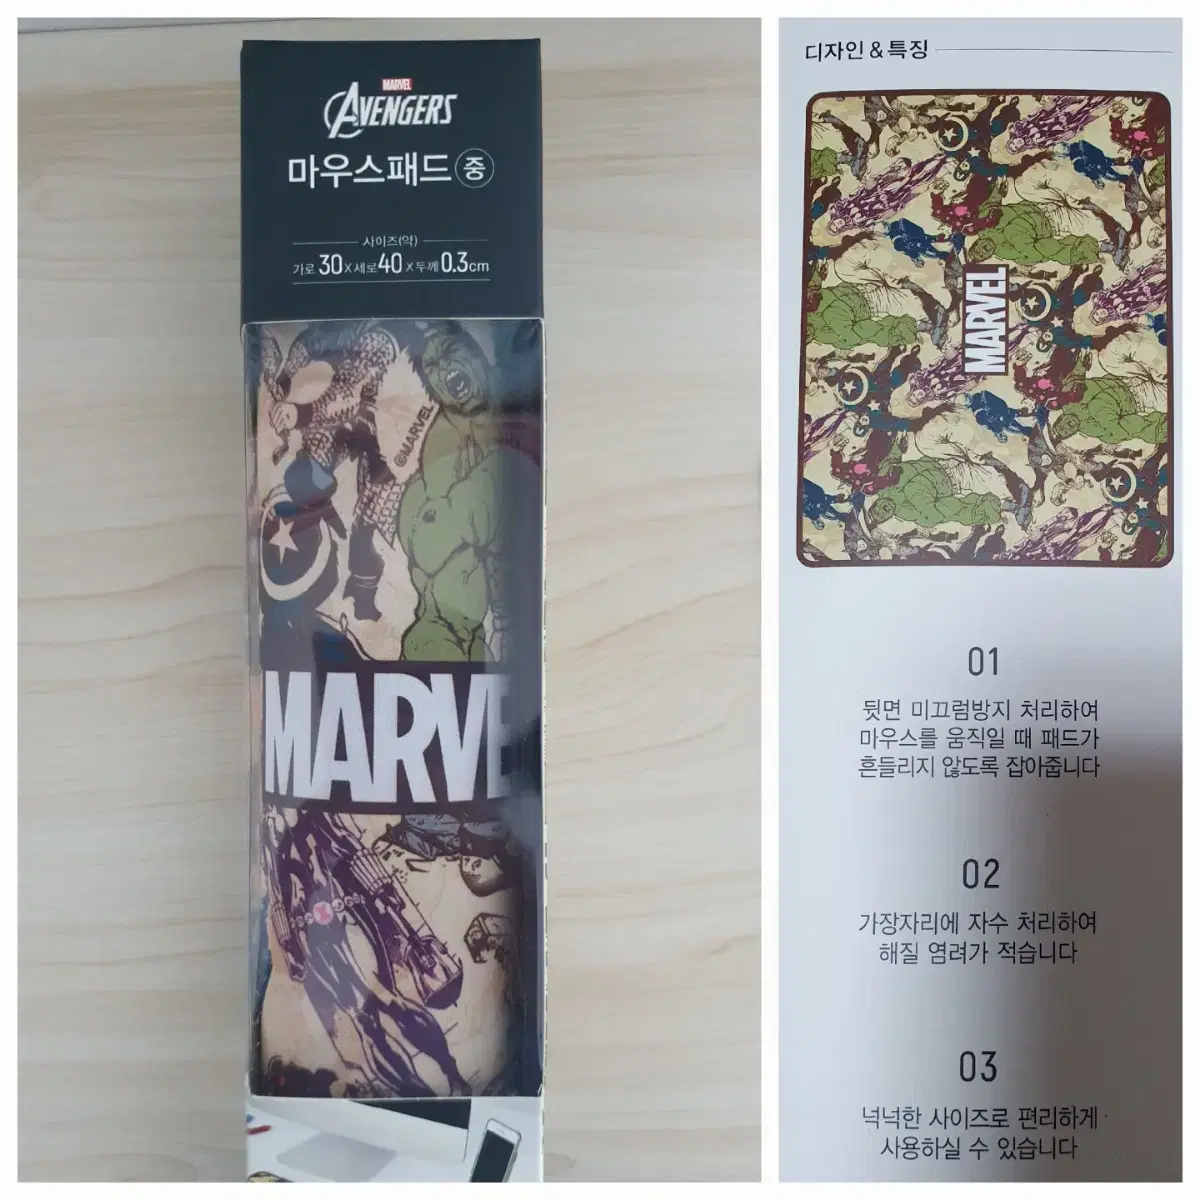 MARVEL
AVENGERS
마우스패드 중
사이즈(약)
가로 30 x 세로 40 x 두께 0.3cm
©MARVEL
MARVE
디자인 & 특징
MARVEL
01
뒷면 미끄럼방지 처리하여
마우스를 움직일 때 패드가
흔들리지 않도록 잡아줍니다
02
가장자리에 자수 처리하여
해질 염려가 적습니다
03
넉넉한 사이즈로 편리하게
사용하실 수 있습니다